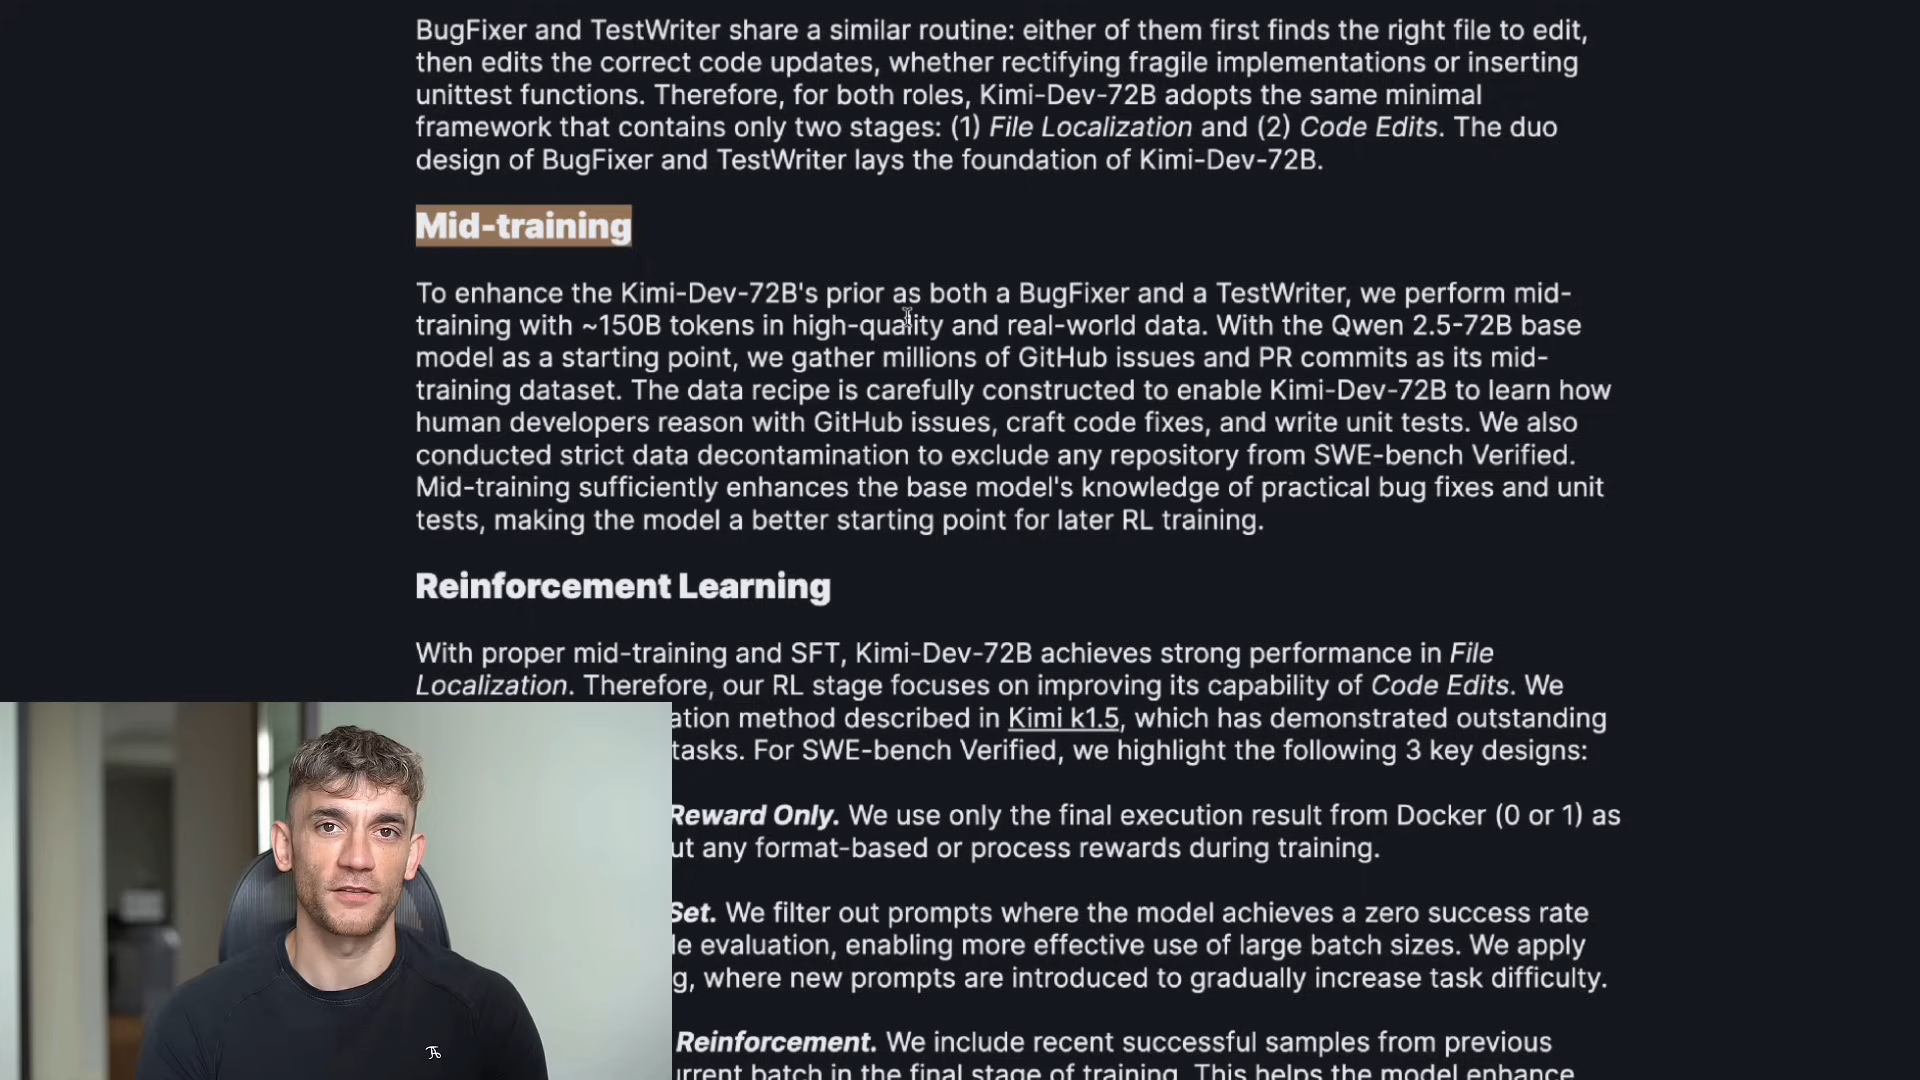 BugFixer and TestWriter share a similar routine: either of them first finds the right file to edit,
then edits the correct code updates, whether rectifying fragile implementations or inserting
unittest functions. Therefore, for both roles, Kimi-Dev-72B adopts the same minimal
framework that contains only two stages: (1) File Localization and (2) Code Edits. The duo
design of BugFixer and TestWriter lays the foundation of Kimi-Dev-72B.
Mid-training
To enhance the Kimi-Dev-72B's prior as both a BugFixer and a TestWriter, we perform mid-
training with ~150B tokens in high-quality and real-world data. With the Qwen 2.5-72B base
model as a starting point, we gather millions of GitHub issues and PR commits as its mid-
training dataset. The data recipe is carefully constructed to enable Kimi-Dev-72B to learn how
human developers reason with GitHub issues, craft code fixes, and write unit tests. We also
conducted strict data decontamination to exclude any repository from SWE-bench Verified.
Mid-training sufficiently enhances the base model's knowledge of practical bug fixes and unit
tests, making the model a better starting point for later RL training.
Reinforcement Learning
With proper mid-training and SFT, Kimi-Dev-72B achieves strong performance in File
Localization. Therefore, our RL stage focuses on improving its capability of Code Edits. We
ation method described in Kimi k1.5, which has demonstrated outstanding
tasks. For SWE-bench Verified, we highlight the following 3 key designs:
Reward Only. We use only the final execution result from Docker (0 or 1) as
ut any format-based or process rewards during training.
Set. We filter out prompts where the model achieves a zero success rate
le evaluation, enabling more effective use of large batch sizes. We apply
g, where new prompts are introduced to gradually increase task difficulty.
Reinforcement. We include recent successful samples from previous
urrent batch in the final stage of training. This helps the model enhance